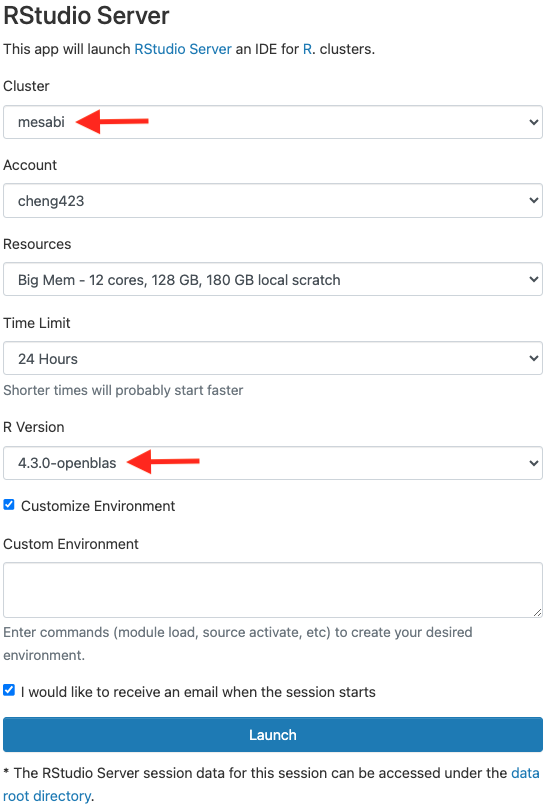 RStudio Server
This app will launch RStudio Server an IDE for R. clusters.
Cluster
mesabi
Account
cheng423
Resources
Big Mem - 12 cores, 128 GB, 180 GB local scratch
Time Limit
24 Hours
Shorter times will probably start faster
R Version
4.3.0-openblas
Customize Environment
Custom Environment
Enter commands (module load, source activate, etc) to create your desired
environment.
I would like to receive an email when the session starts
Launch
* The RStudio Server session data for this session can be accessed under the data
root directory.